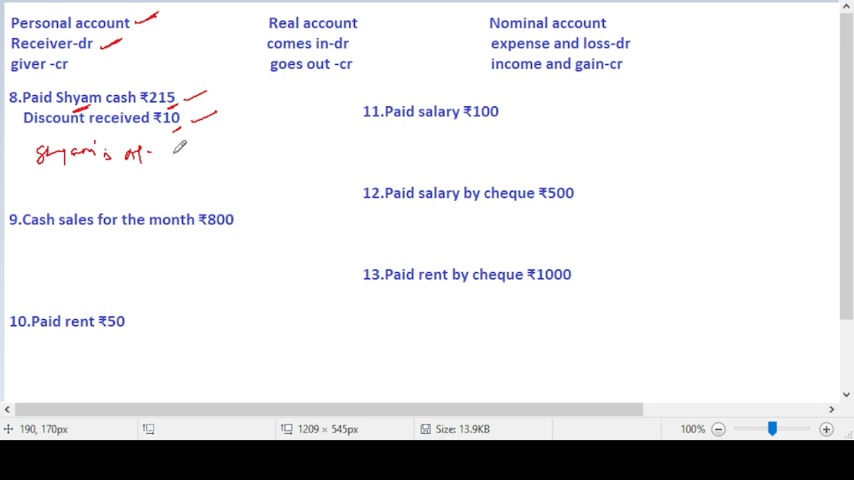 Personal account
Receiver-dr
giver -cr
Real account
comes in-dr
goes out -cr
Nominal account
expense and loss-dr
income and gain-cr
8.Paid Shyam cash ₹215
Discount received ₹10
Shyam's
9.Cash sales for the month ₹800
10.Paid rent ₹50
11.Paid salary ₹100
12.Paid salary by cheque ₹500
13.Paid rent by cheque ₹1000
190, 170px
1209 × 545px
Size: 13.9KB
100%